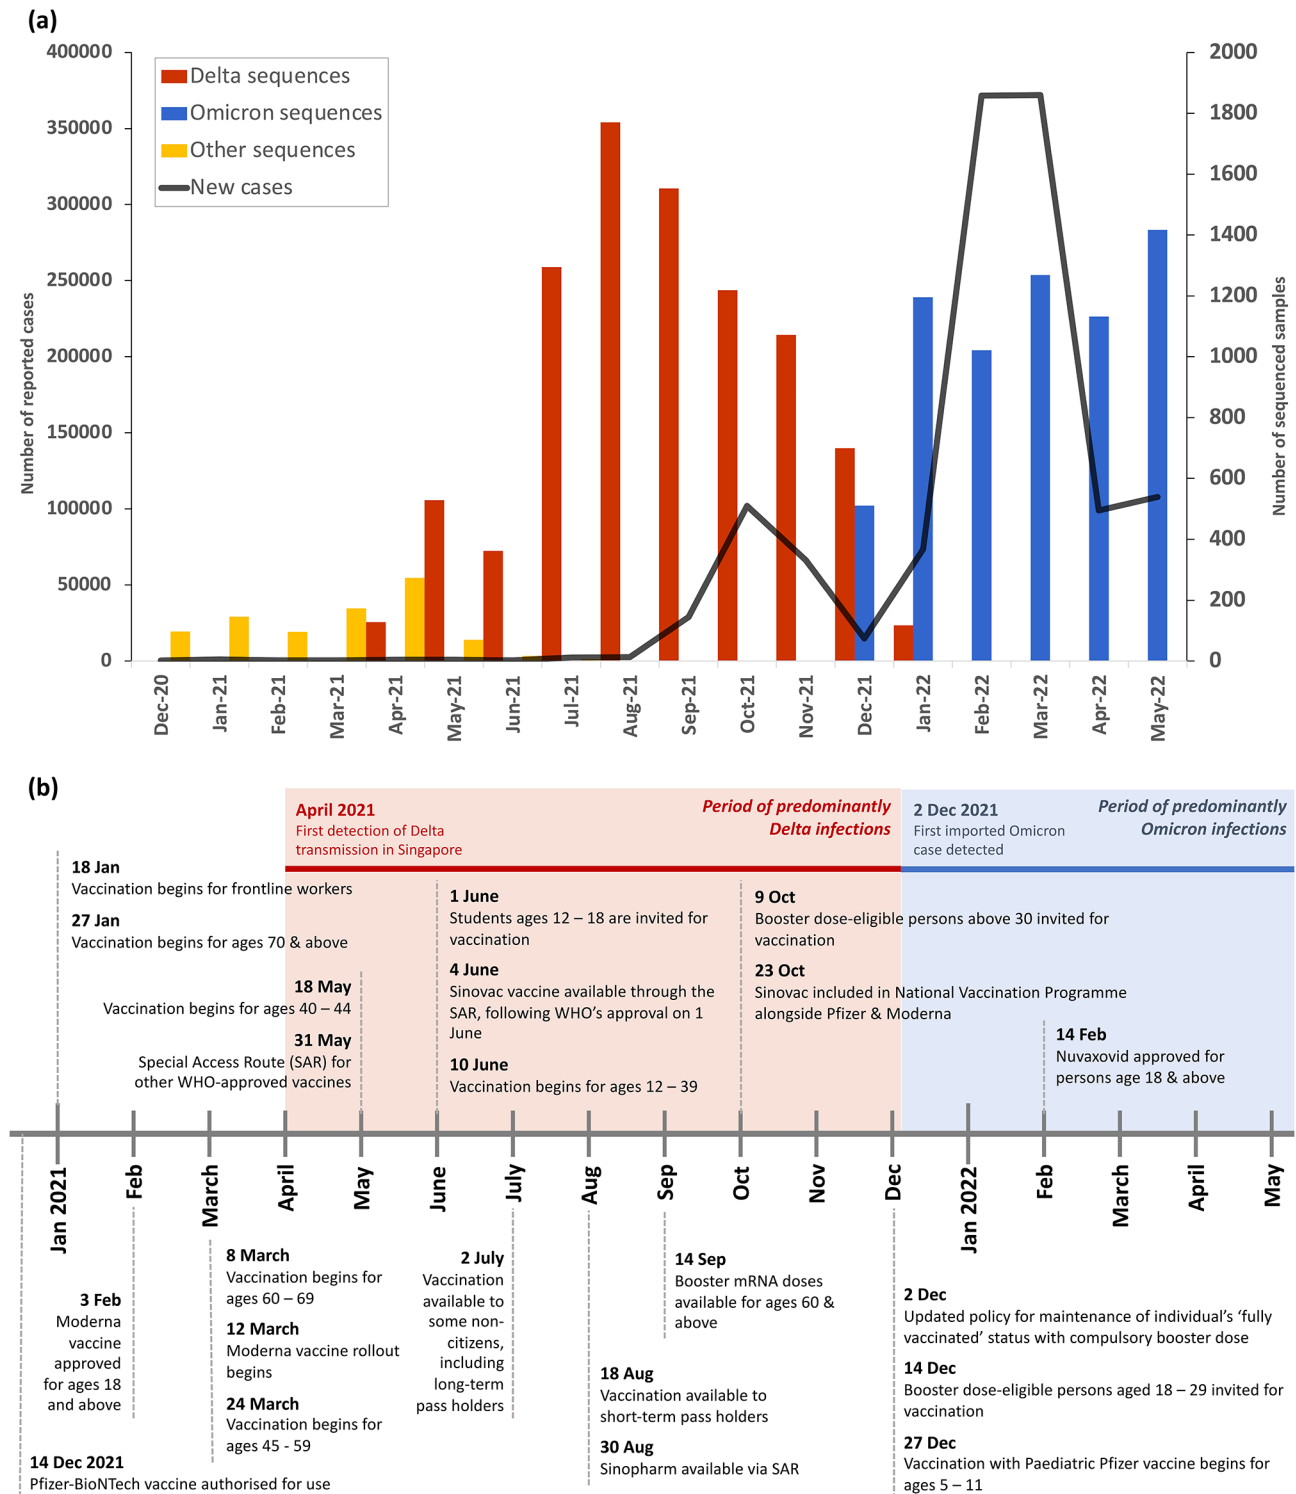 (a)
400000
350000
300000
250000
200000
150000
100000
50000
0
Number of reported cases
Delta sequences
Omicron sequences
Other sequences
New cases
2000
1800
1600
1400
1200
1000
800
600
400
200
0
Number of sequenced samples
Dec-20
Jan-21
Feb-21
Mar-21
Apr-21
May-21
Jun-21
Jul-21
Aug-21
Sep-21
Oct-21
Nov-21
Dec-21
Jan-22
Feb-22
Mar-22
Apr-22
May-22
(b)
April 2021
First detection of Delta
transmission in Singapore
Period of predominantly
Delta infections
2 Dec 2021
First imported Omicron
case detected
Period of predominantly
Omicron infections
18 Jan
Vaccination begins for frontline workers
27 Jan
Vaccination begins for ages 70 & above
18 May
Vaccination begins for ages 40 – 44
31 May
Special Access Route (SAR) for
other WHO-approved vaccines
1 June
Students ages 12 – 18 are invited for
vaccination
4 June
Sinovac vaccine available through the
SAR, following WHO's approval on 1
June
10 June
Vaccination begins for ages 12 – 39
9 Oct
Booster dose-eligible persons above 30 invited for
vaccination
23 Oct
Sinovac included in National Vaccination Programme
alongside Pfizer & Moderna
14 Feb
Nuvaxovid approved for
persons age 18 & above
Jan 2021
Feb
March
April
May
June
July
Aug
Sep
Oct
Nov
Dec
Jan 2022
Feb
March
April
May
3 Feb
Moderna
vaccine
approved
for ages 18
and above
14 Dec 2021
Pfizer-BioNTech vaccine authorised for use
8 March
Vaccination begins for
ages 60 – 69
12 March
Moderna vaccine rollout
begins
24 March
Vaccination begins for
ages 45 - 59
2 July
Vaccination
available to
some non-
citizens,
including
long-term
pass holders
18 Aug
Vaccination available to
short-term pass holders
30 Aug
Sinopharm available via SAR
14 Sep
Booster mRNA doses
available for ages 60 &
above
2 Dec
Updated policy for maintenance of individual's 'fully
vaccinated' status with compulsory booster dose
14 Dec
Booster dose-eligible persons aged 18 – 29 invited for
vaccination
27 Dec
Vaccination with Paediatric Pfizer vaccine begins for
ages 5 – 11